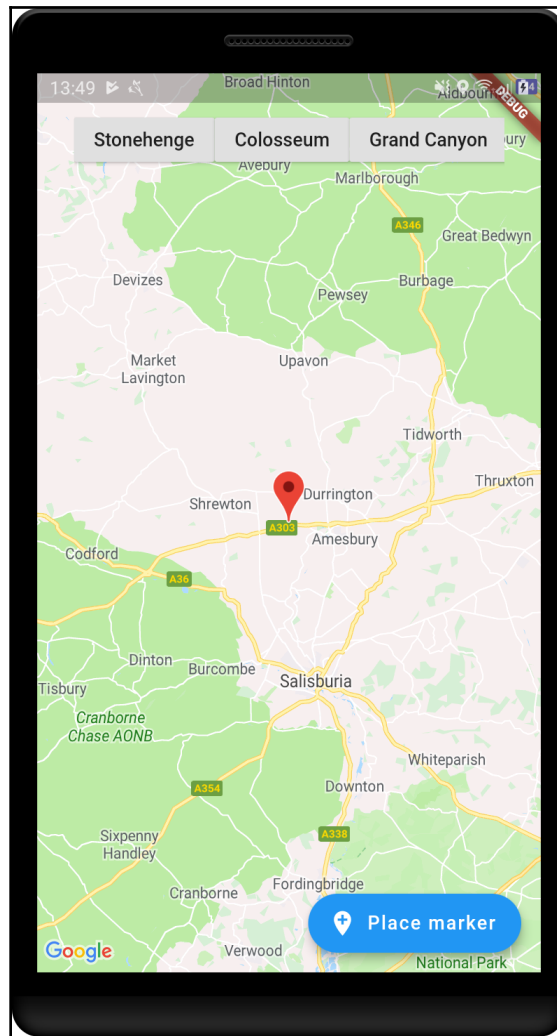 Broad Hinton
13:49
DEBUG
Stonehenge Colosseum Grand Canyon
Avebury
Marlborough
A346
Great Bedwyn
Devizes
Burbage
Pewsey
Market
Lavington
Upavon
Tidworth
Thruxton
Durrington
Shrewton
A303
Amesbury
Codford
A36
Dinton
Burcombe
Tisbury
Salisburia
Cranborne
Chase AONB
Whiteparish
Downton
A354
A338
Sixpenny
Handley
Fordingbridge
Cranborne
Place marker
Verwood
Google
National Park